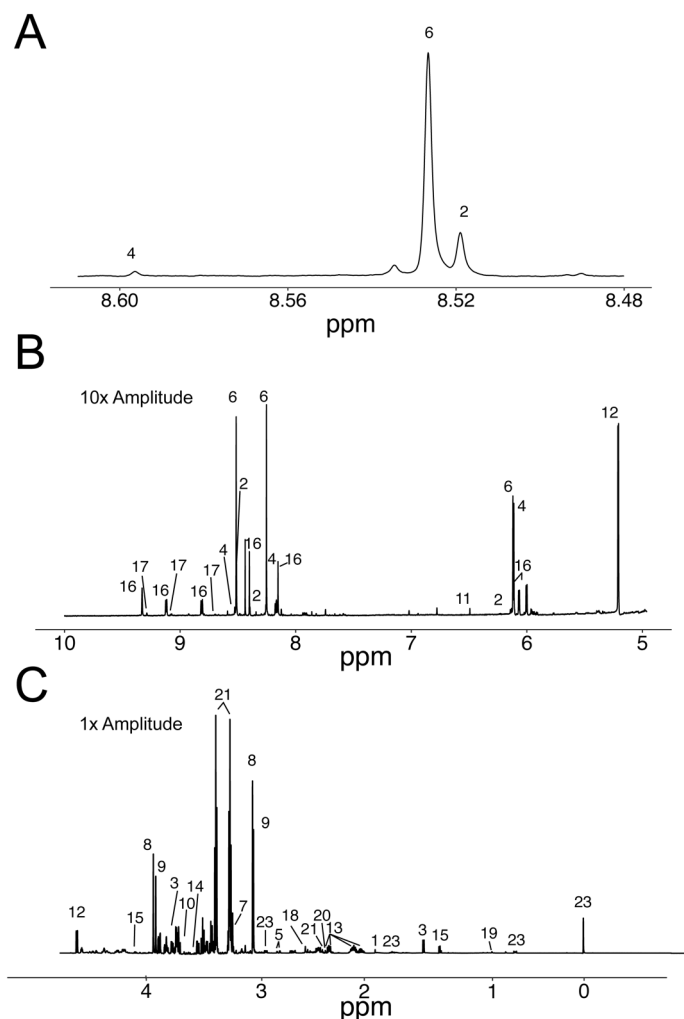 A
6
2
4
8.60 8.56 8.52 8.48
ppm
B
10x Amplitude
6 6 12
2 6
4
17 17 4 17 16 4 16 16
16 16 16 2 2 11
10 9 8 7 6 5
ppm
C
1x Amplitude
21
8
9
8
9 3 14
10 7
12 15 23 5 18 21 20 13 1 23 3 15 19 23 23
4 3 2 1 0
ppm